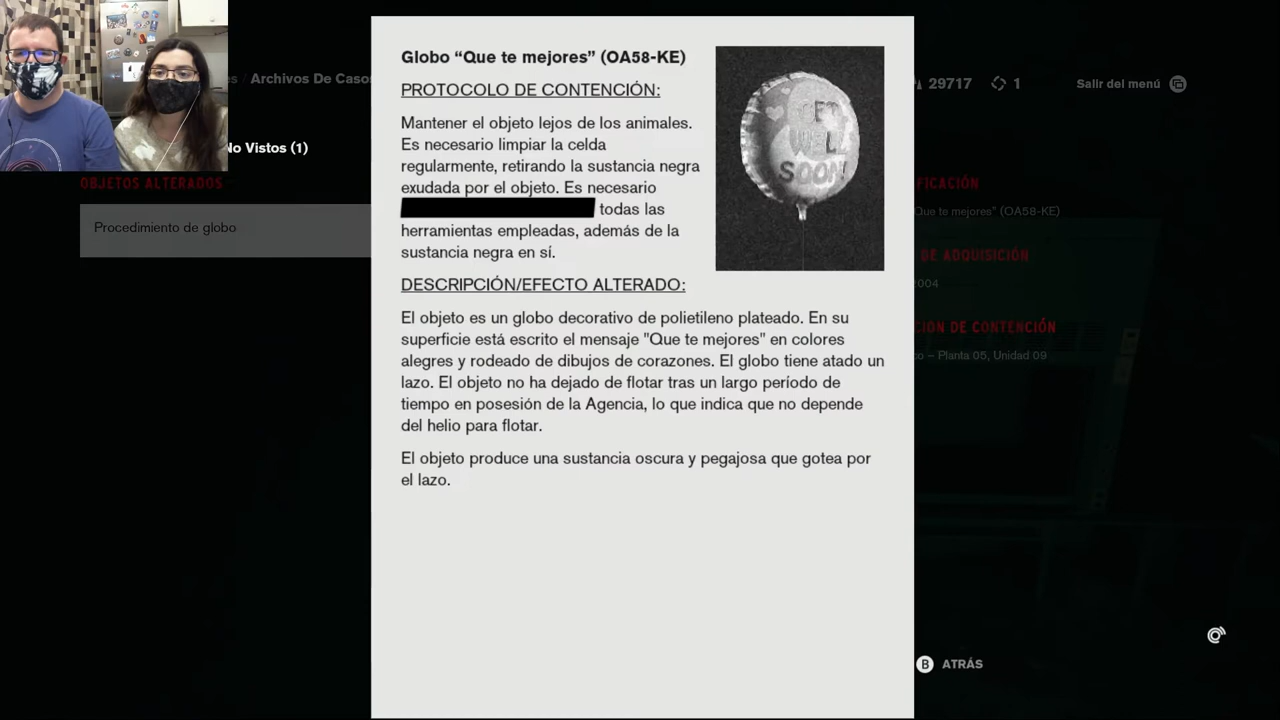 s / Archivos De Casos
29717
1
Salir del menú
No Vistos (1)
OBJETOS ALTERADOS
Procedimiento de globo
Globo “Que te mejores” (OA58-KE)
PROTOCOLO DE CONTENCIÓN:
Mantener el objeto lejos de los animales.
Es necesario limpiar la celda
regularmente, retirando la sustancia negra
exudada por el objeto. Es necesario
todas las
herramientas empleadas, además de la
sustancia negra en sí.
GET
WELL
SOON
DESCRIPCIÓN/EFECTO ALTERADO:
El objeto es un globo decorativo de polietileno plateado. En su
superficie está escrito el mensaje "Que te mejores" en colores
alegres y rodeado de dibujos de corazones. El globo tiene atado un
lazo. El objeto no ha dejado de flotar tras un largo período de
tiempo en posesión de la Agencia, lo que indica que no depende
del helio para flotar.
El objeto produce una sustancia oscura y pegajosa que gotea por
el lazo.
FICACIÓN
Que te mejores” (OA58-KE)
DE ADQUISICIÓN
2004
CIÓN DE CONTENCIÓN
co – Planta 05, Unidad 09
B ATRÁS